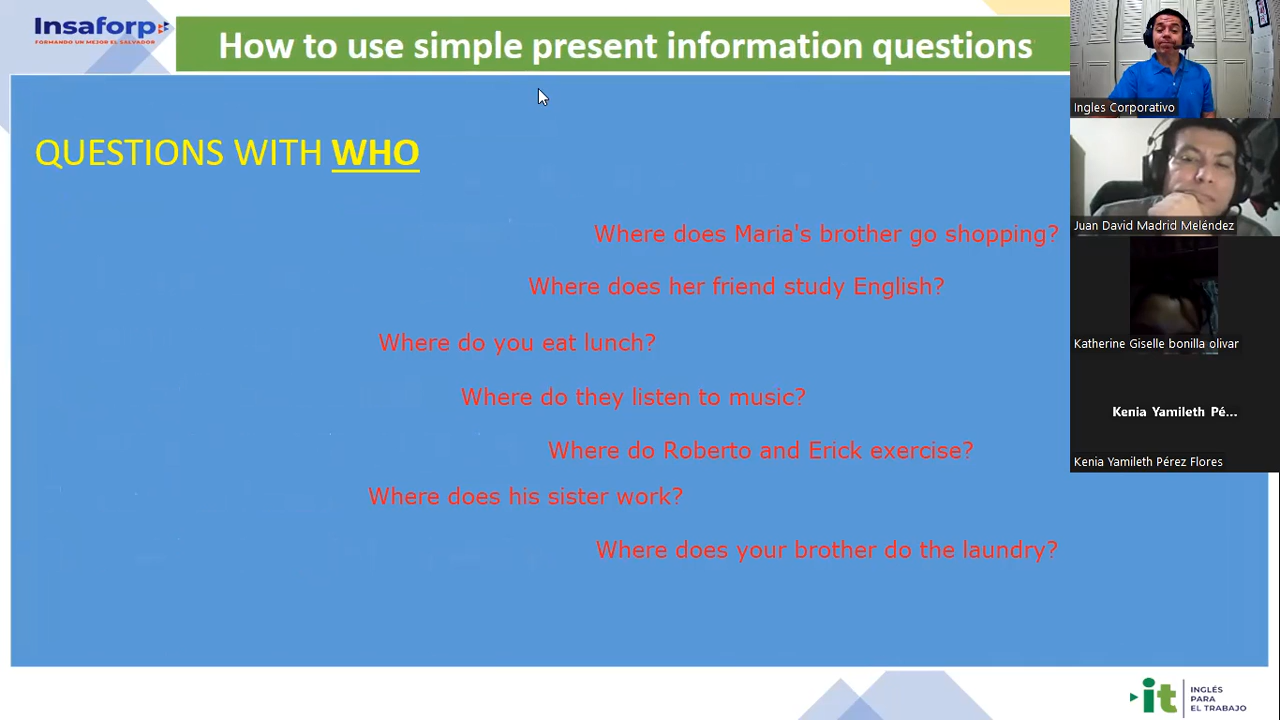 Insaforp
FORMANDO UN MEJOR EL SALVADOR
How to use simple present information questions
QUESTIONS WITH WHO
Where does Maria's brother go shopping?
Where does her friend study English?
Where do you eat lunch?
Where do they listen to music?
Where do Roberto and Erick exercise?
Where does his sister work?
Where does your brother do the laundry?
Ingles Corporativo
Juan David Madrid Meléndez
Katherine Giselle bonilla olivar
Kenia Yamileth Pé...
Kenia Yamileth Pérez Flores
it
INGLÉS
PARA
EL TRABAJO